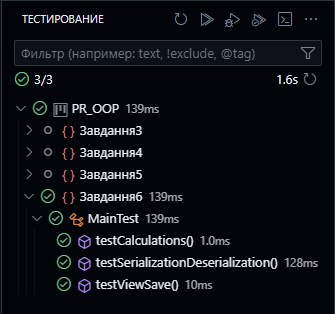 ТЕСТИРОВАНИЕ
Фильтр (например: text, !exclude, @tag)
3/3 1.6s
PR_OOP 139ms
Завдання3
Завдання4
Завдання5
Завдання6 139ms
MainTest 139ms
testCalculations() 1.0ms
testSerializationDeserialization() 128ms
testViewSave() 10ms